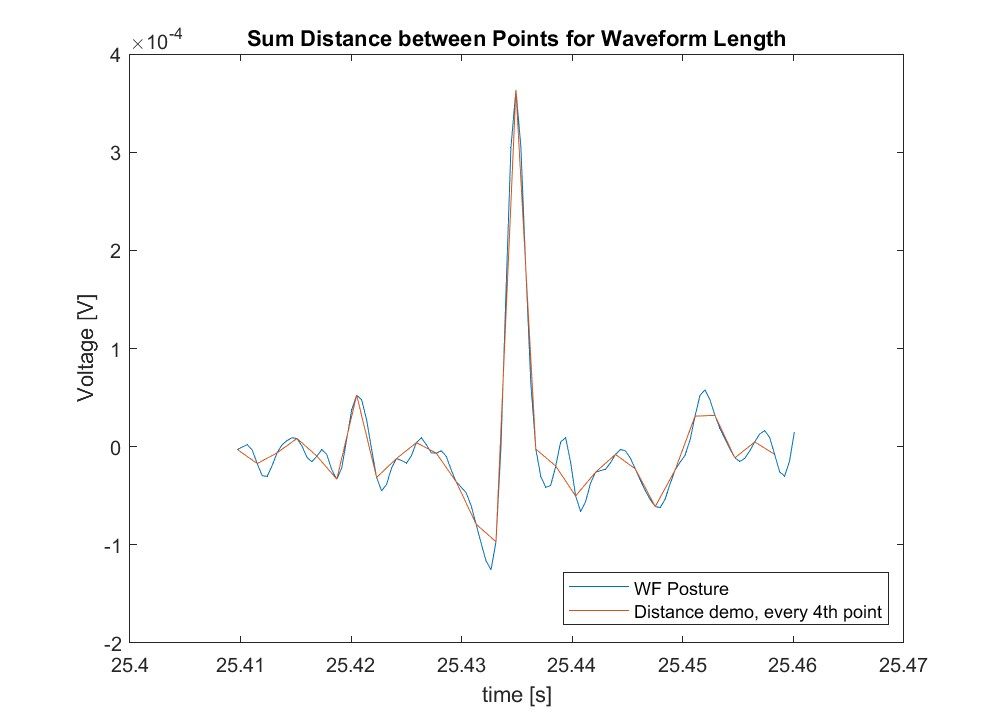 Sum Distance between Points for Waveform Length
×10-4
4
3
2
1
0
-1
-2
Voltage [V]
WF Posture
Distance demo, every 4th point
25.4 25.41 25.42 25.43 25.44 25.45 25.46 25.47
time [s]